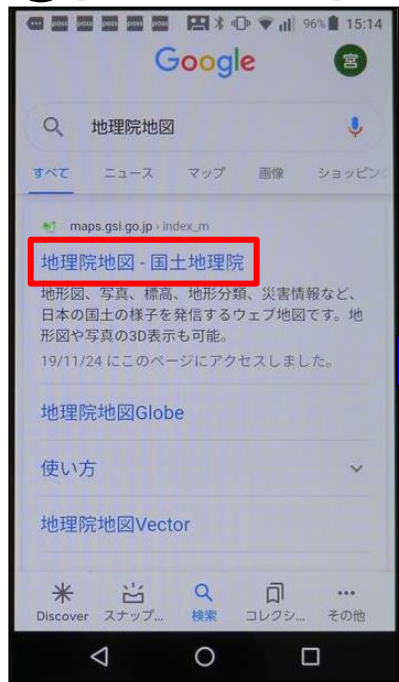 96% 15:14
Google
宮
地理院地図
すべて ニュース マップ 画像 ショッピン
maps.gsi.go.jp › index_m
地理院地図 - 国土地理院
地形図、写真、標高、地形分類、災害情報など、
日本の国土の様子を発信するウェブ地図です。地
形図や写真の3D表示も可能。
19/11/24 にこのページにアクセスしました。
地理院地図Globe
使い方
地理院地図Vector
Discover スナップ... 検索 コレクシ... その他